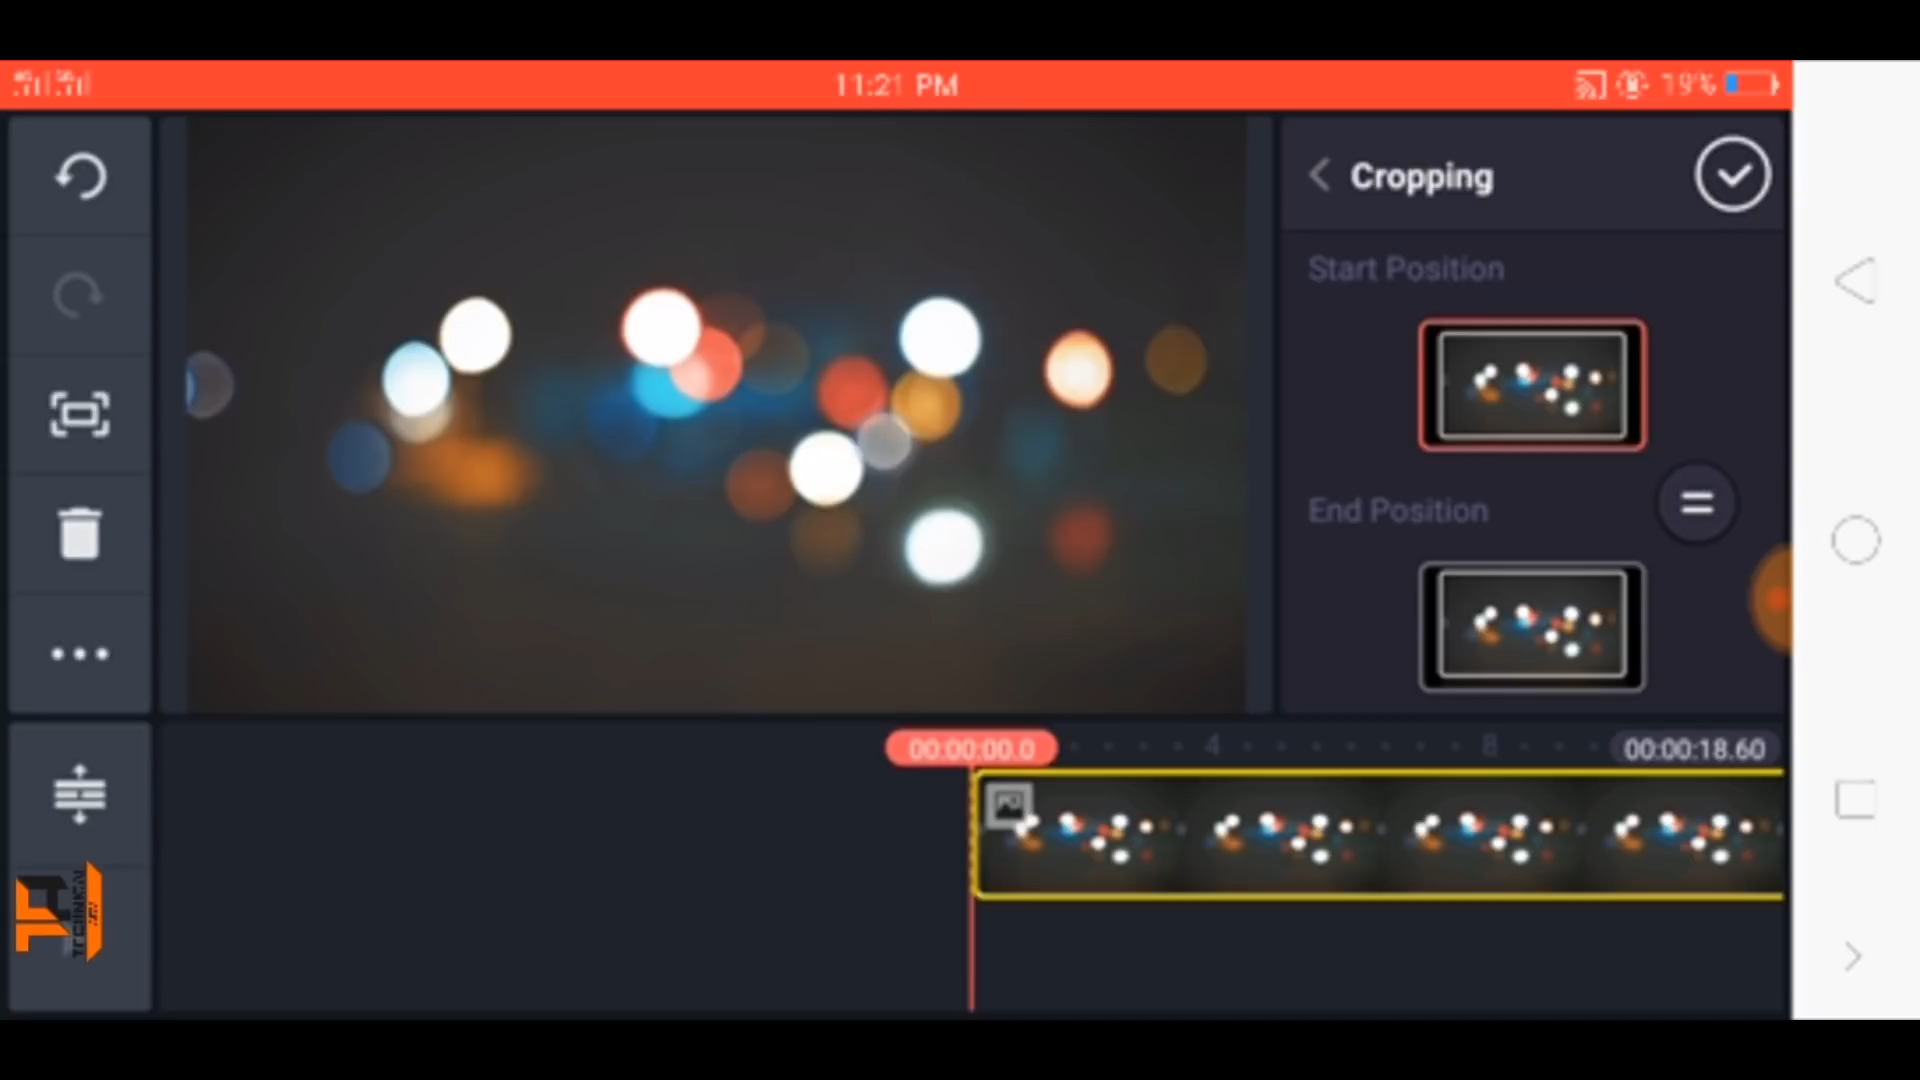 11:21 PM
19%
Cropping
Start Position
End Position
00:00:00.0
4
8
00:00:18.60